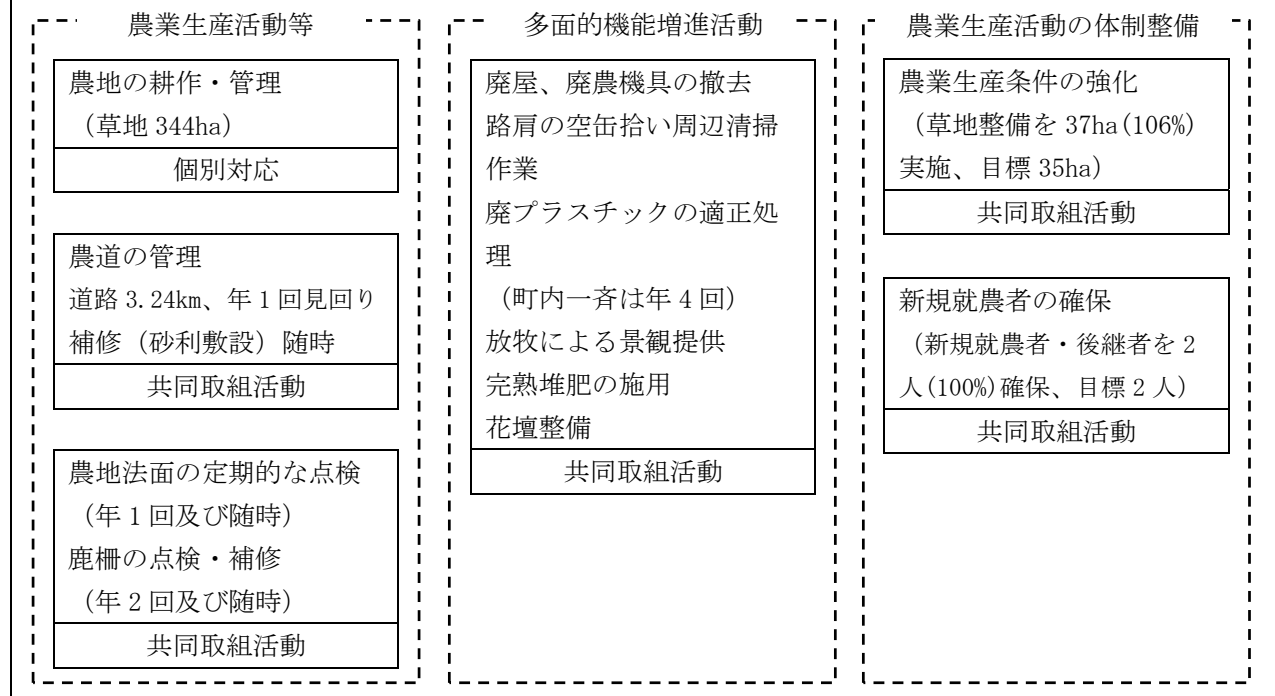 農業生産活動等
農地の耕作・管理
（草地 344ha）
個別対応
農道の管理
道路 3.24km、年 1 回見回り
補修（砂利敷設）随時
共同取組活動
農地法面の定期的な点検
（年 1 回及び随時）
鹿柵の点検・補修
（年 2 回及び随時）
共同取組活動
多面的機能増進活動
廃屋、廃農機具の撤去
路肩の空缶拾い周辺清掃
作業
廃プラスチックの適正処
理
（町内一斉は年 4 回）
放牧による景観提供
完熟堆肥の施用
花壇整備
共同取組活動
農業生産活動の体制整備
農業生産条件の強化
（草地整備を 37ha(106%)
実施、目標 35ha）
共同取組活動
新規就農者の確保
（新規就農者・後継者を 2
人(100%)確保、目標 2 人）
共同取組活動